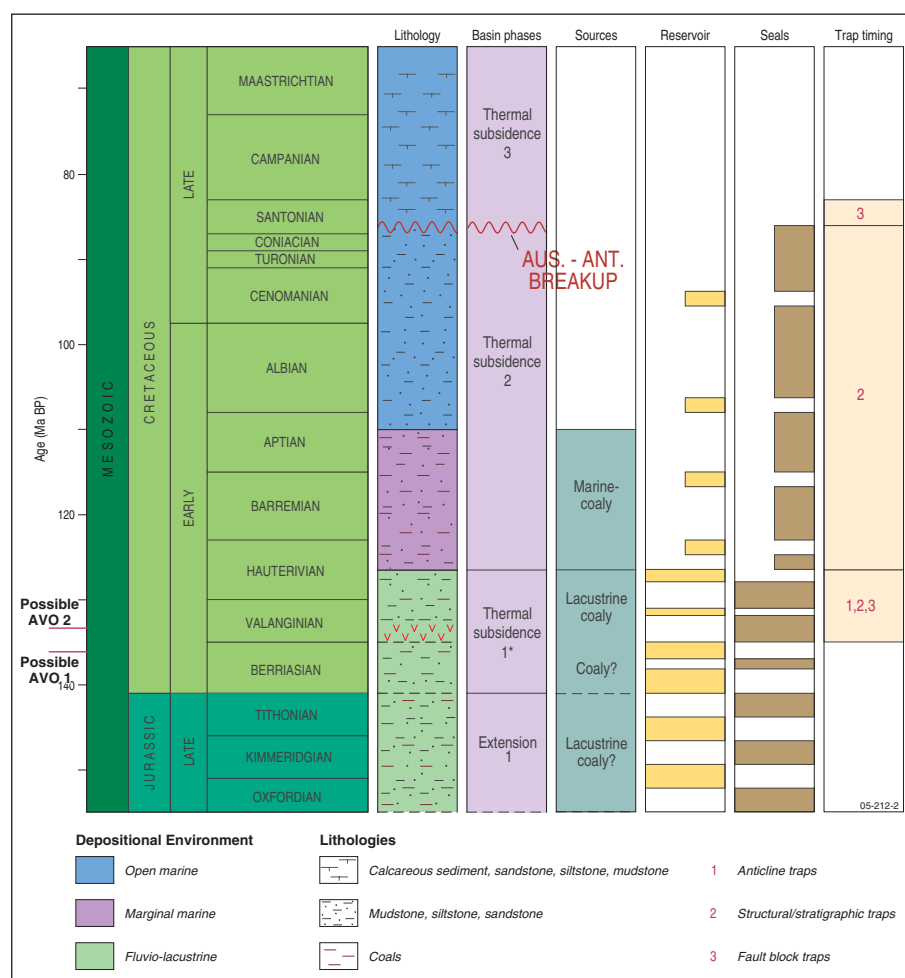 Lithology
Basin phases
Sources
Reservoir
Seals
Trap timing
Age (Ma BP)
80
100
120
140
Possible
AVO 2
Possible
AVO 1
MESOZOIC
CRETACEOUS
JURASSIC
LATE
EARLY
LATE
MAASTRICHTIAN
CAMPANIAN
SANTONIAN
CONIACIAN
TURONIAN
CENOMANIAN
ALBIAN
APTIAN
BARREMIAN
HAUTERIVIAN
VALANGINIAN
BERRIASIAN
TITHONIAN
KIMMERIDGIAN
OXFORDIAN
Thermal
subsidence
3
AUS. - ANT.
BREAKUP
Thermal
subsidence
2
Thermal
subsidence
1*
Extension
1
Marine-
coaly
Lacustrine
coaly
Coaly?
Lacustrine
coaly?
3
2
1,2,3
05-212-2
Depositional Environment
Open marine
Marginal marine
Fluvio-lacustrine
Lithologies
Calcareous sediment, sandstone, siltstone, mudstone
Mudstone, siltstone, sandstone
Coals
1 Anticline traps
2 Structural/stratigraphic traps
3 Fault block traps